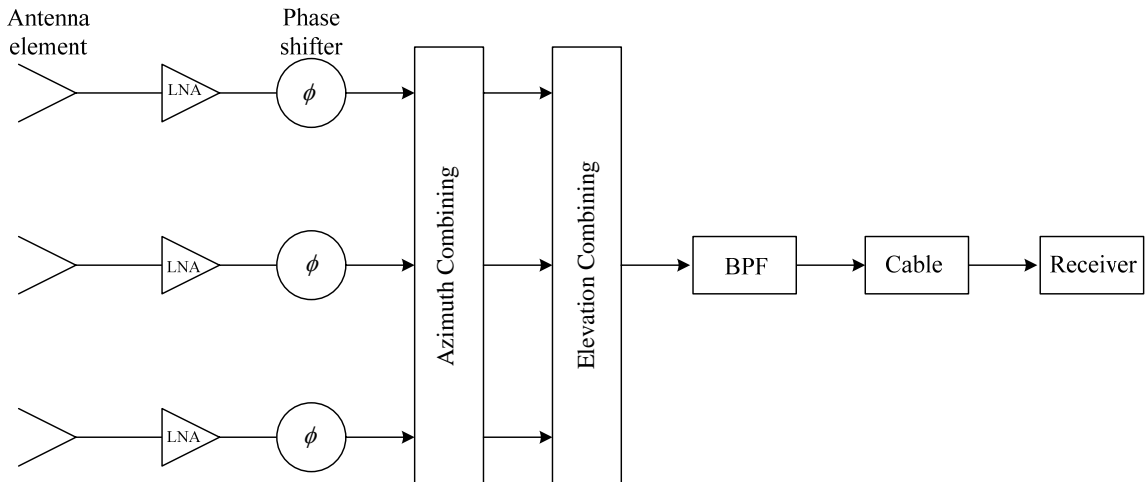 Antenna
element
Phase
shifter
LNA
ϕ
LNA
ϕ
LNA
ϕ
Azimuth Combining
Elevation Combining
BPF
Cable
Receiver